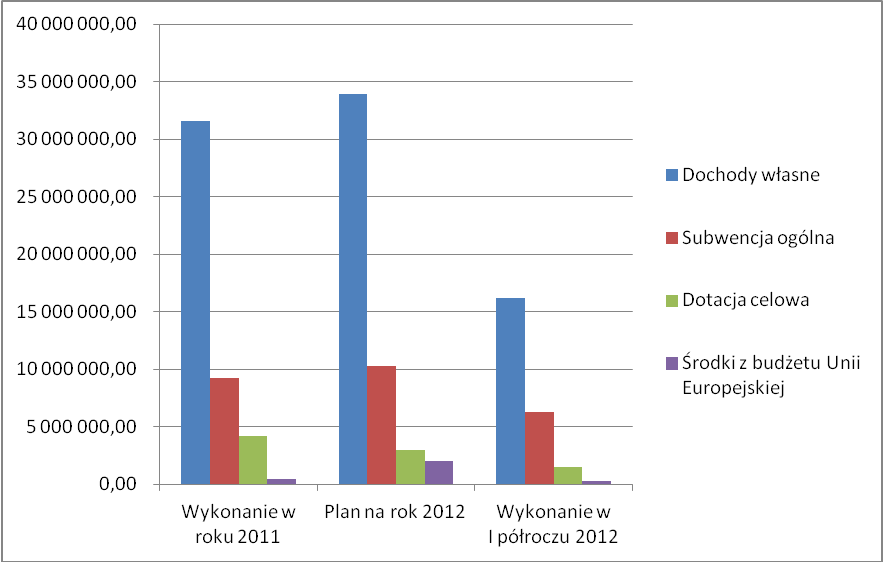 40 000 000,00
35 000 000,00
30 000 000,00
25 000 000,00
20 000 000,00
15 000 000,00
10 000 000,00
5 000 000,00
0,00
Wykonanie w
roku 2011
Plan na rok 2012
Wykonanie w
I półroczu 2012
Dochody własne
Subwencja ogólna
Dotacja celowa
Środki z budżetu Unii
Europejskiej